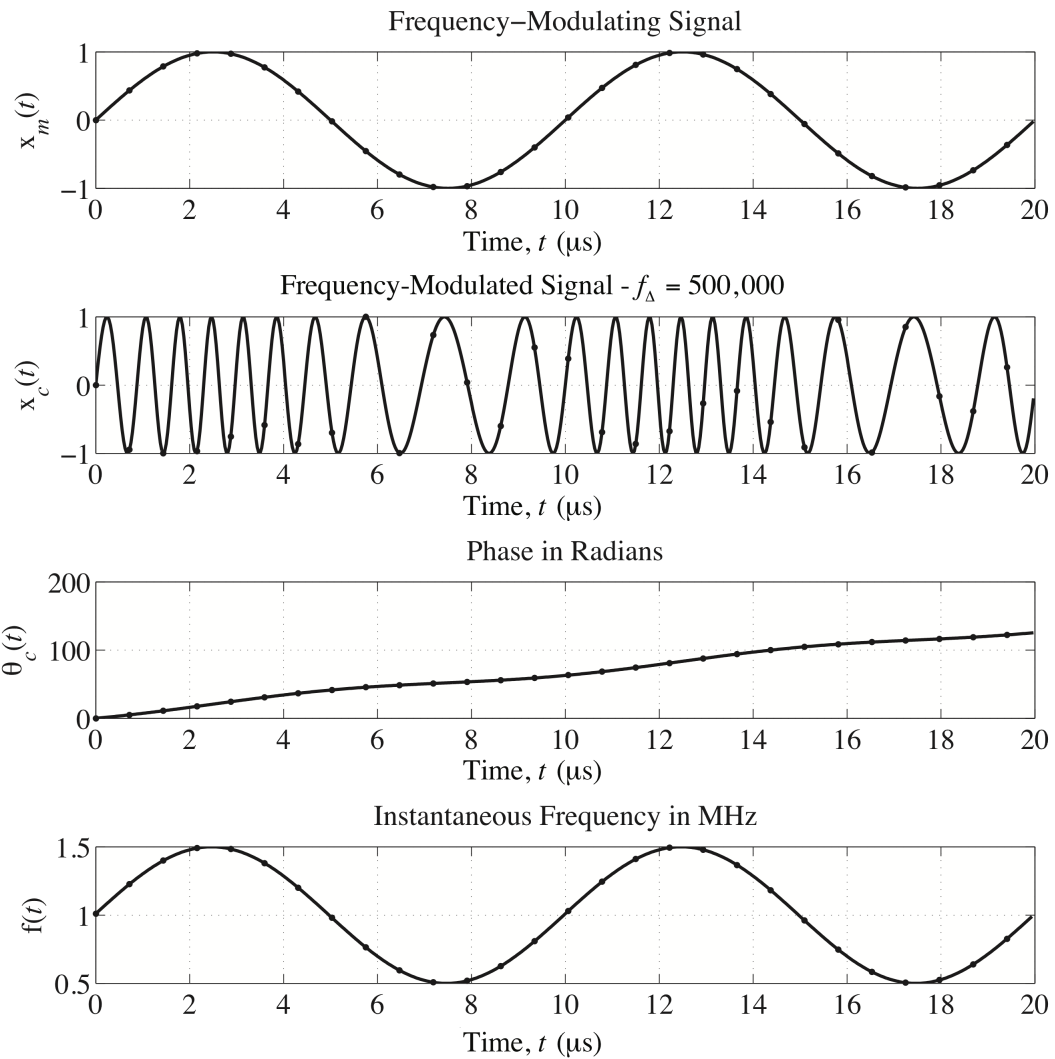 Frequency−Modulating Signal
1
0
−1
x_m(t)
0 2 4 6 8 10 12 14 16 18 20
Time, t (μs)
Frequency-Modulated Signal - f_Δ = 500,000
1
0
−1
x_c(t)
0 2 4 6 8 10 12 14 16 18 20
Time, t (μs)
Phase in Radians
200
100
0
θ_c(t)
0 2 4 6 8 10 12 14 16 18 20
Time, t (μs)
Instantaneous Frequency in MHz
1.5
1
0.5
f(t)
0 2 4 6 8 10 12 14 16 18 20
Time, t (μs)